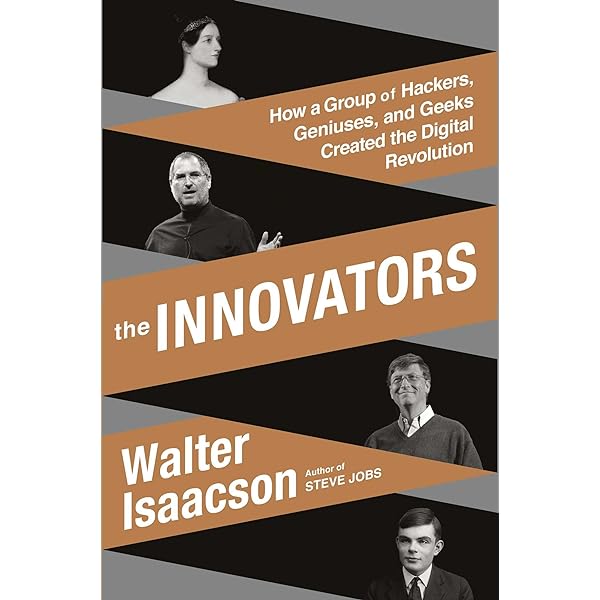 How a Group of Hackers,
Geniuses, and Geeks
Created the Digital
Revolution
the INNOVATORS
Walter
Isaacson
Author of
STEVE JOBS